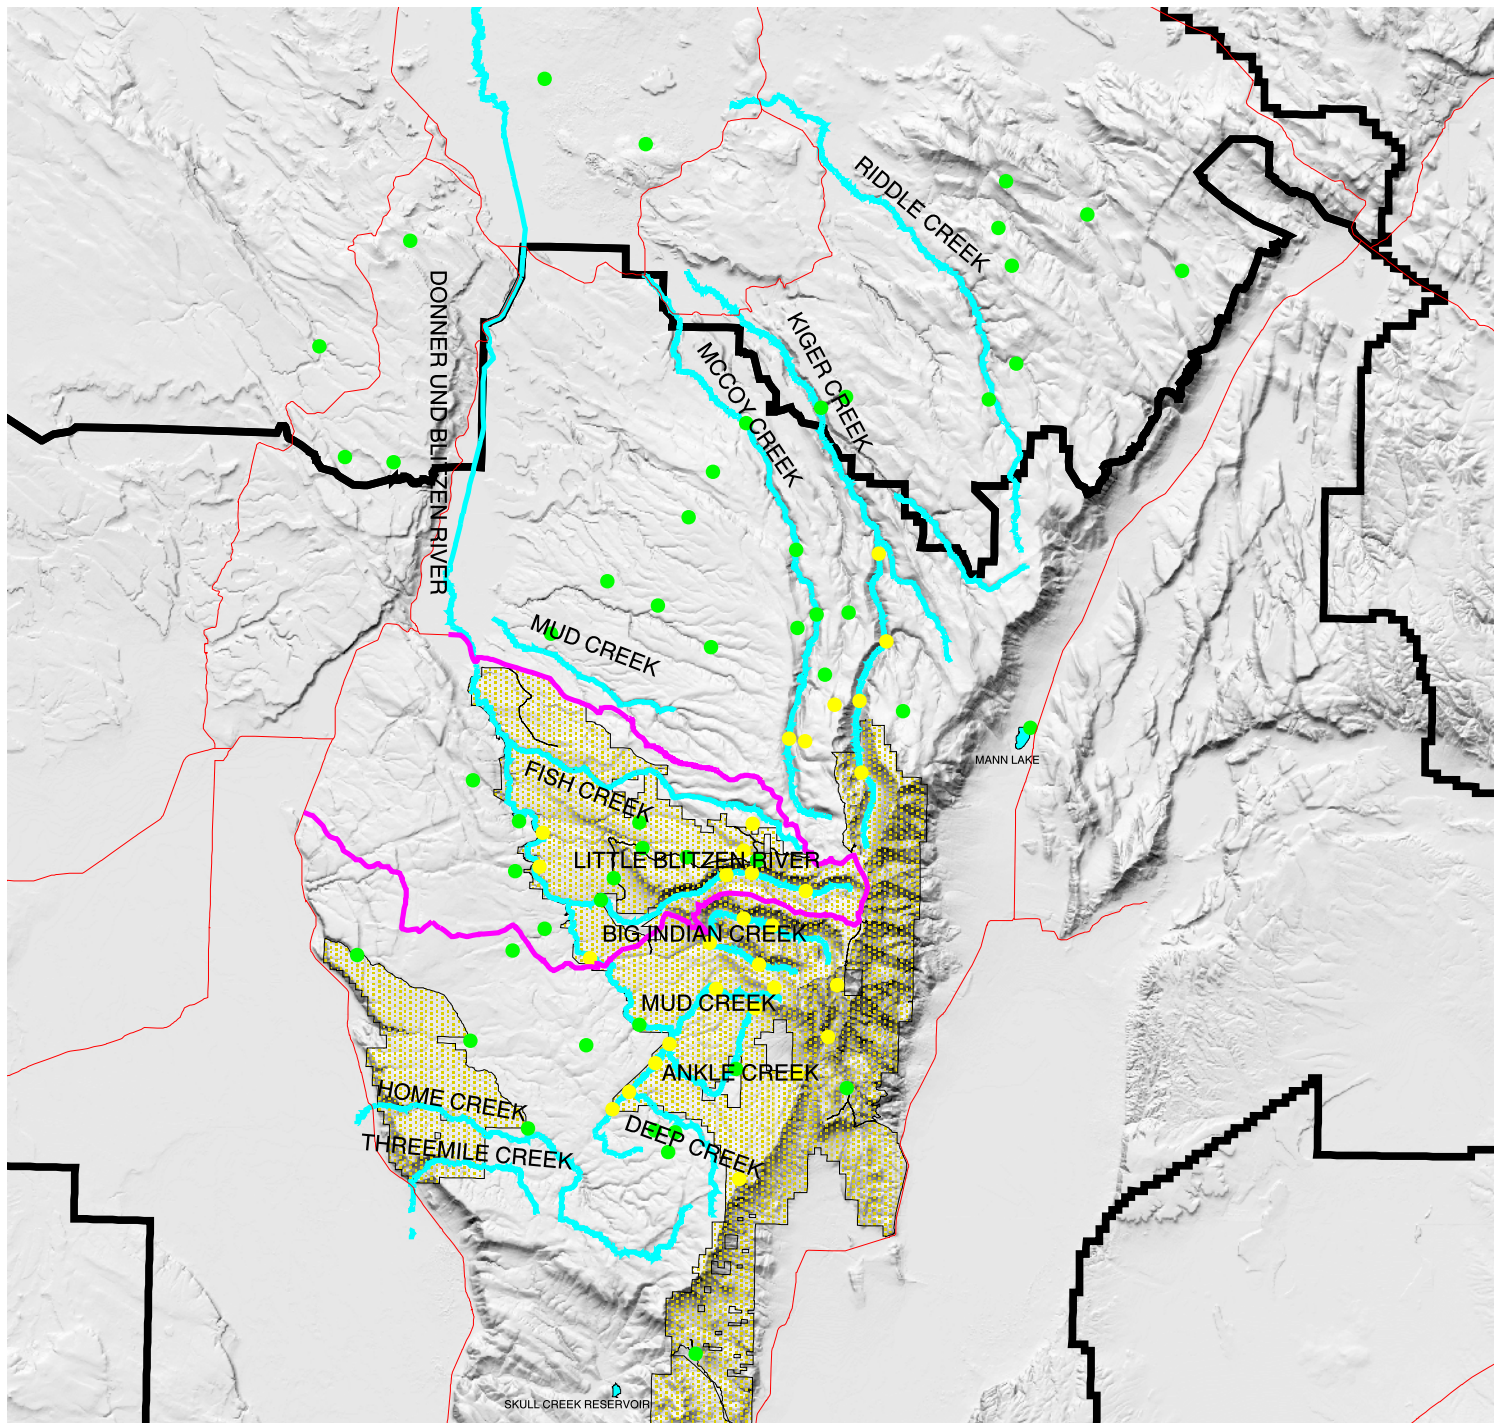 RIDDLE CREEK
DONNER UND BLITZEN RIVER
KIGER CREEK
MCCOY CREEK
MUD CREEK
MANN LAKE
FISH CREEK
LITTLE BLITZEN RIVER
BIG INDIAN CREEK
MUD CREEK
ANKLE CREEK
HOME CREEK
DEEP CREEK
THREEMILE CREEK
SKULL CREEK RESERVOIR